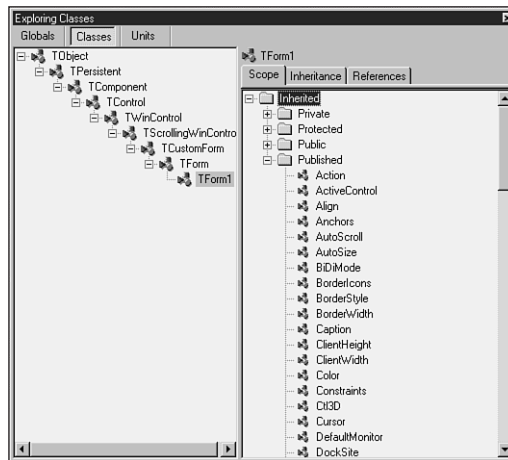 Exploring Classes
Globals
Classes
Units
TObject
TPersistent
TComponent
TControl
TWinControl
TScrollingWinContro
TCustomForm
TForm
TForm1
TForm1
Scope
Inheritance
References
Inherited
Private
Protected
Public
Published
Action
ActiveControl
Align
Anchors
AutoScroll
AutoSize
BiDiMode
BorderIcons
BorderStyle
BorderWidth
Caption
ClientHeight
ClientWidth
Color
Constraints
Ctl3D
Cursor
DefaultMonitor
DockSite